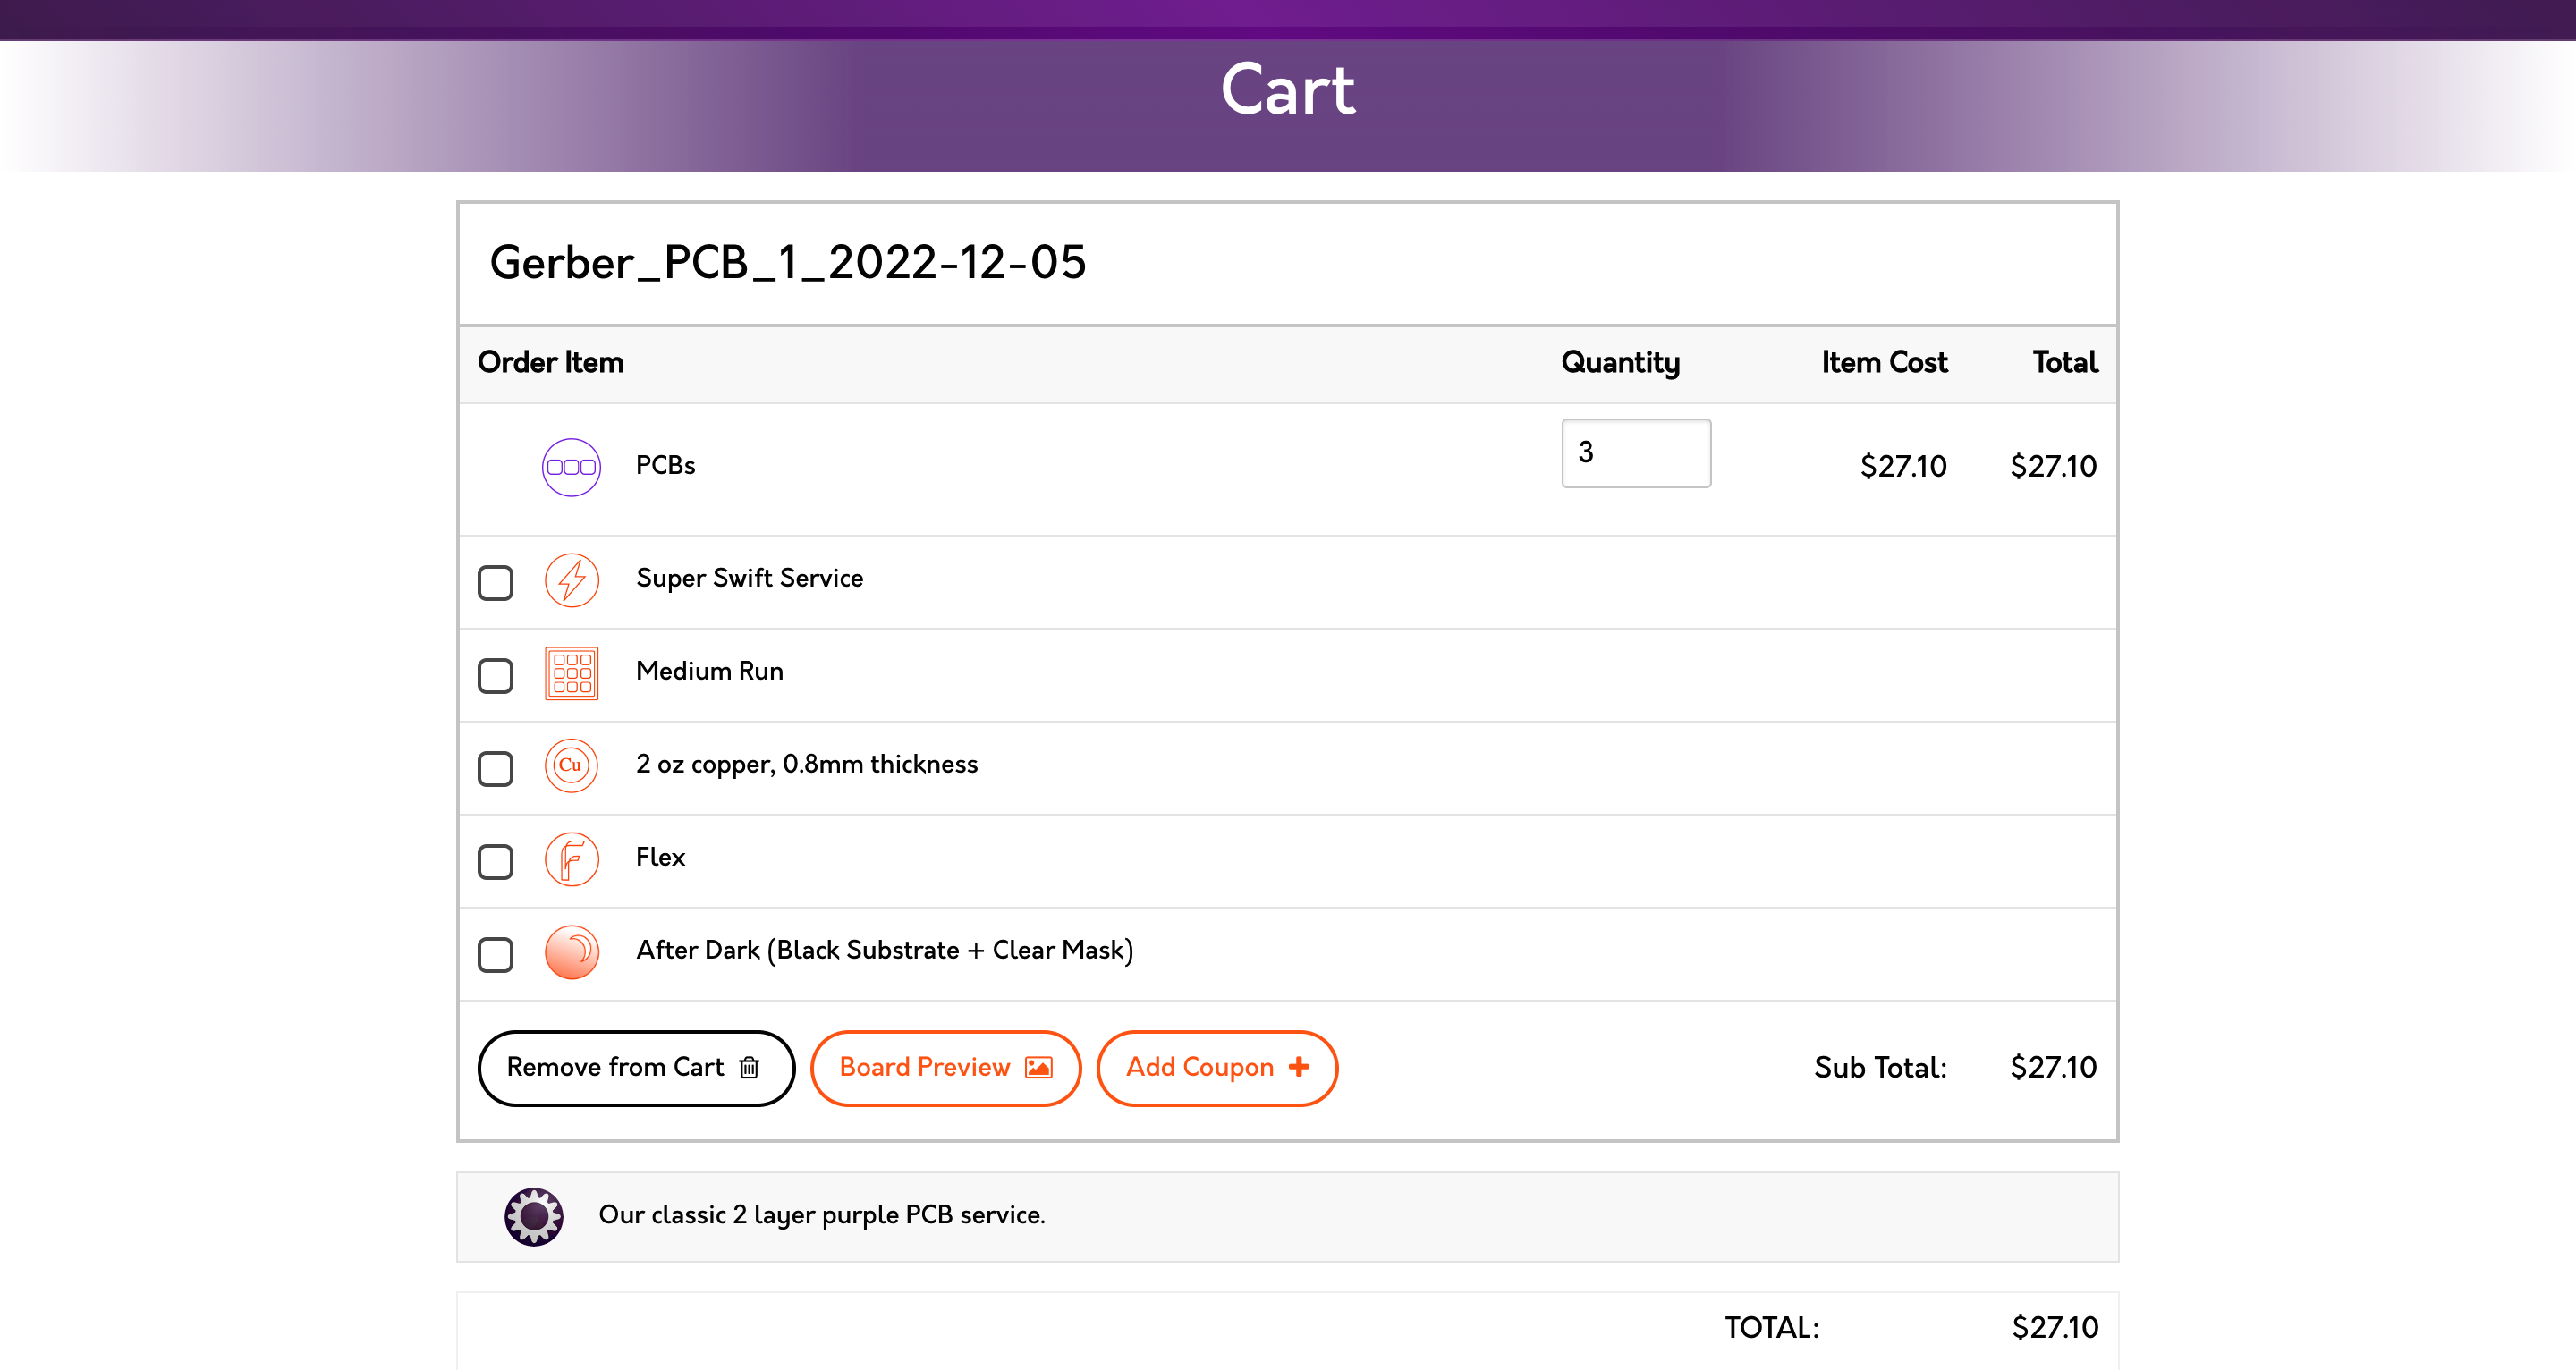 Cart
Gerber_PCB_1_2022-12-05
Order Item Quantity Item Cost Total
PCBs 3 $27.10 $27.10
Super Swift Service
Medium Run
Cu 2 oz copper, 0.8mm thickness
F Flex
After Dark (Black Substrate + Clear Mask)
Remove from Cart Board Preview Add Coupon + Sub Total: $27.10
Our classic 2 layer purple PCB service.
TOTAL: $27.10